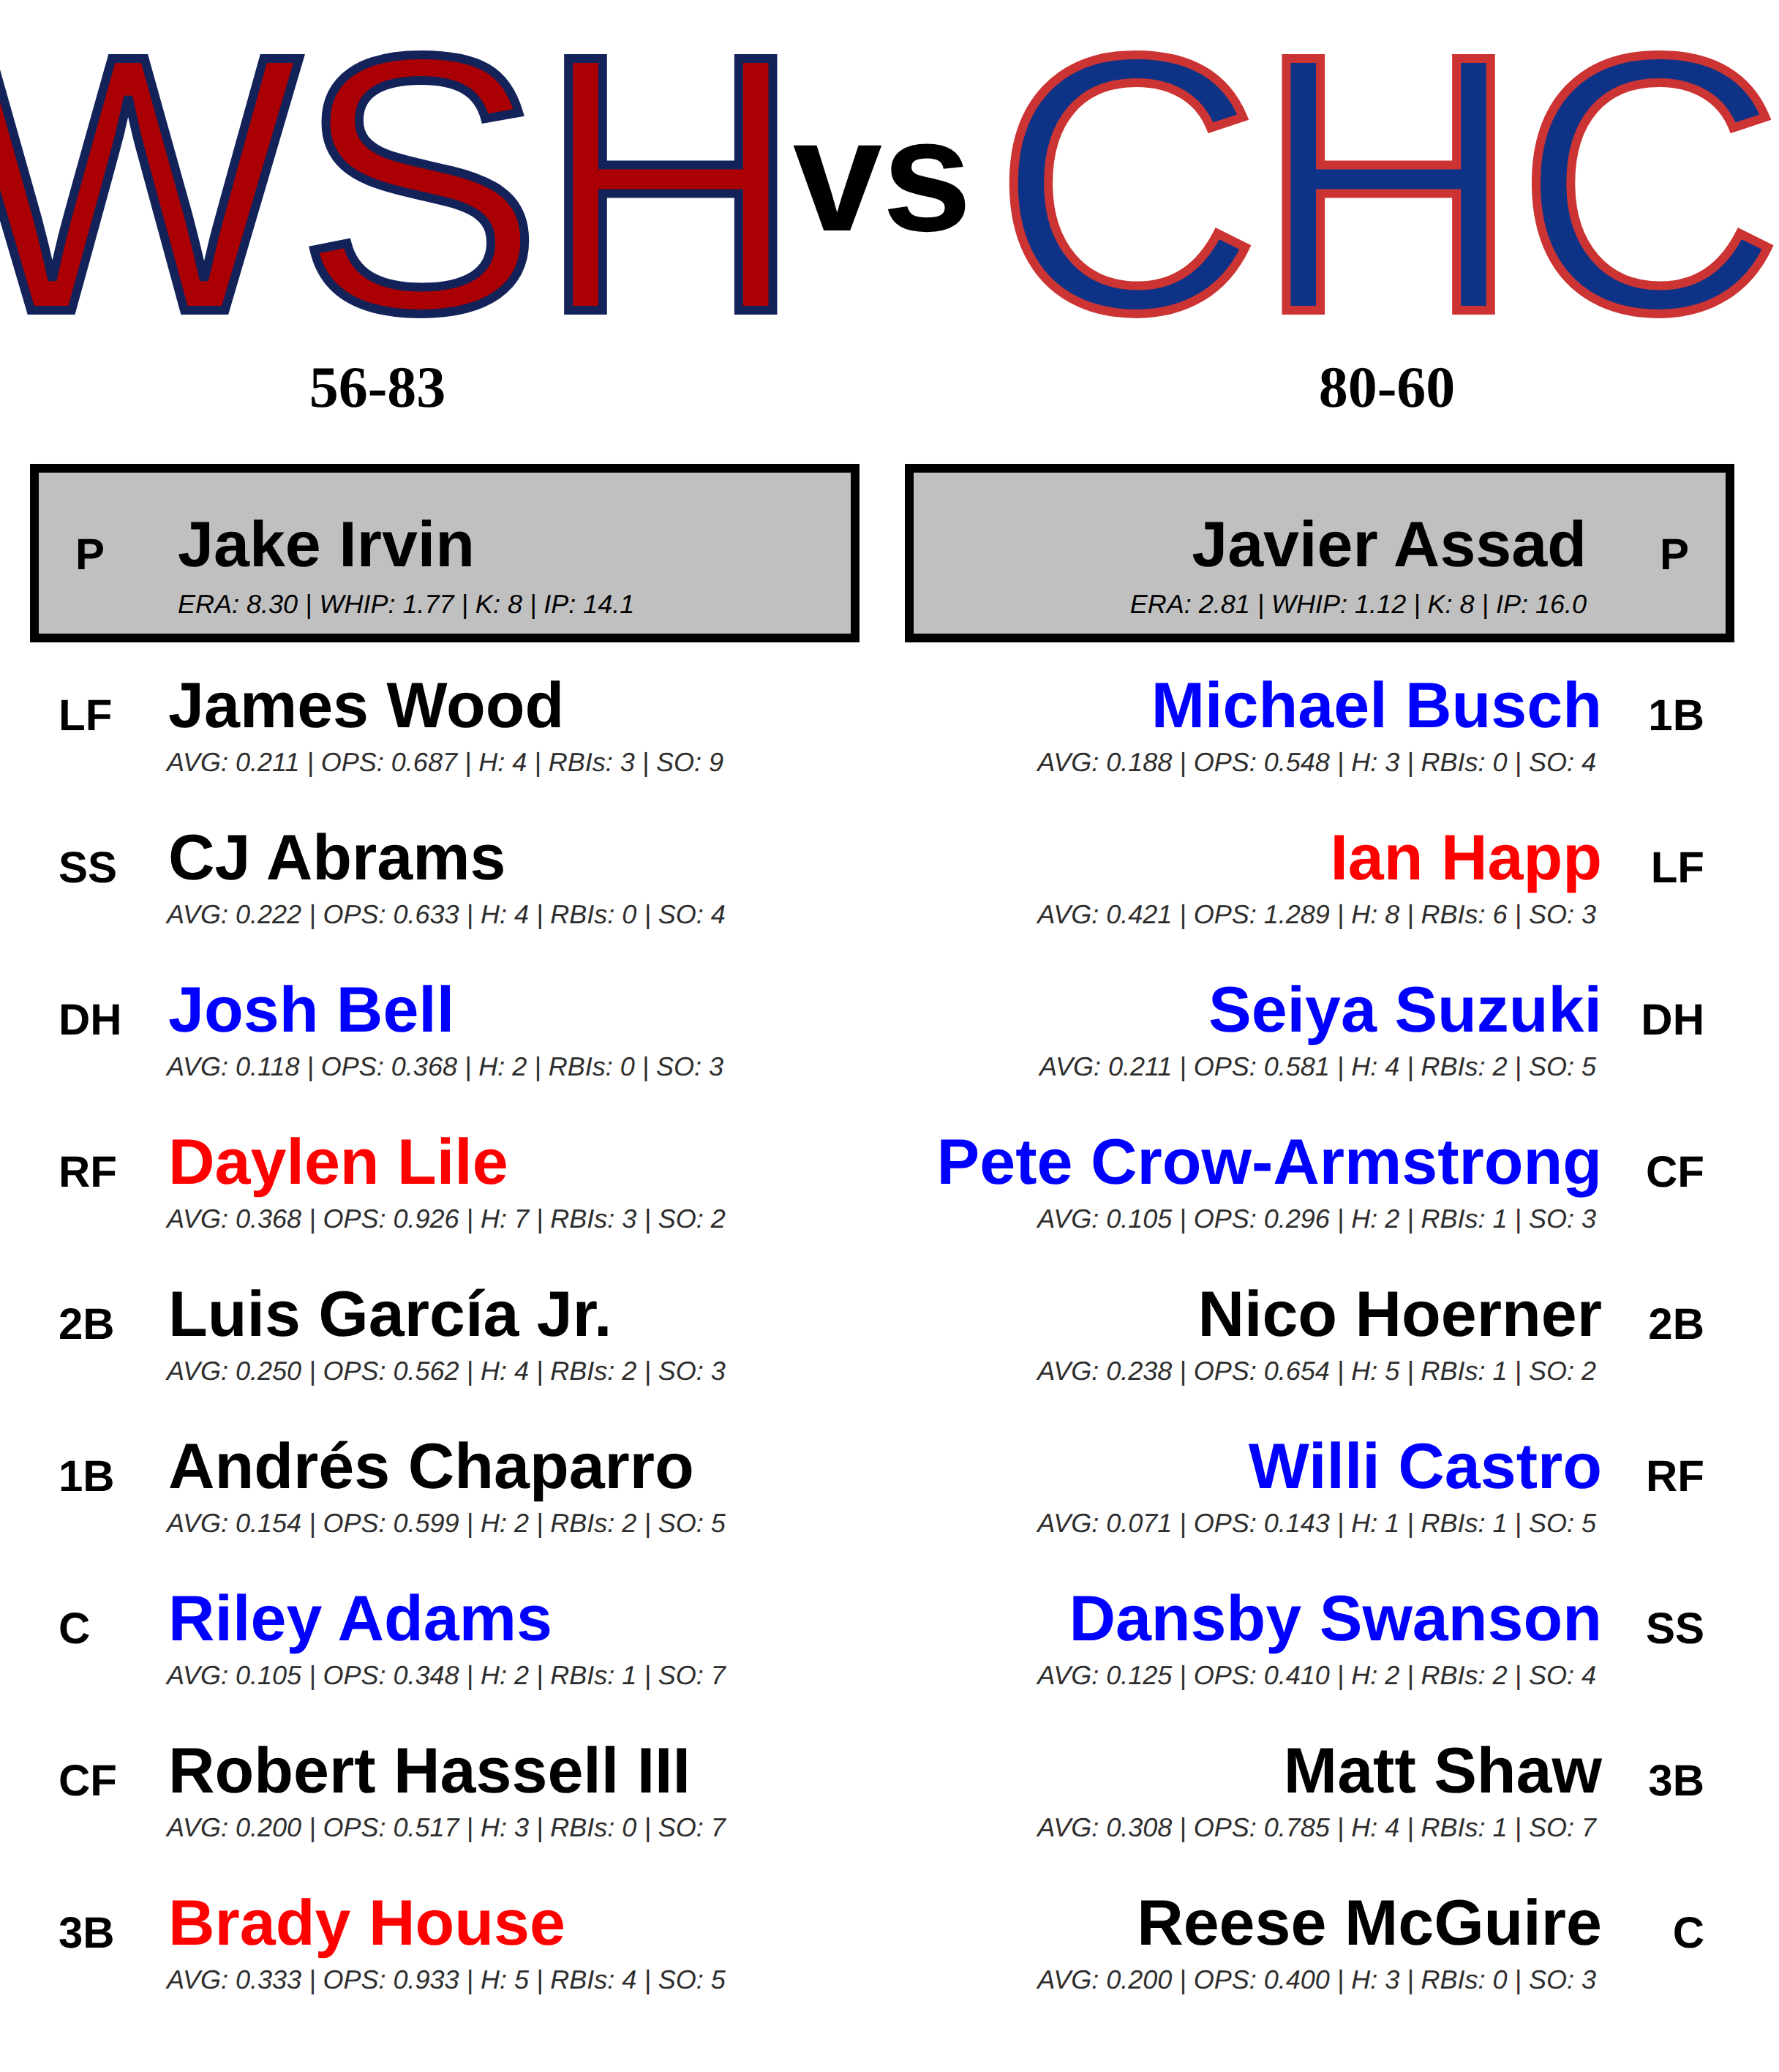 WSH vs CHC
56-83 80-60
P Jake Irvin
ERA: 8.30 | WHIP: 1.77 | K: 8 | IP: 14.1
Javier Assad P
ERA: 2.81 | WHIP: 1.12 | K: 8 | IP: 16.0
LF James Wood
AVG: 0.211 | OPS: 0.687 | H: 4 | RBIs: 3 | SO: 9
SS CJ Abrams
AVG: 0.222 | OPS: 0.633 | H: 4 | RBIs: 0 | SO: 4
DH Josh Bell
AVG: 0.118 | OPS: 0.368 | H: 2 | RBIs: 0 | SO: 3
RF Daylen Lile
AVG: 0.368 | OPS: 0.926 | H: 7 | RBIs: 3 | SO: 2
2B Luis García Jr.
AVG: 0.250 | OPS: 0.562 | H: 4 | RBIs: 2 | SO: 3
1B Andrés Chaparro
AVG: 0.154 | OPS: 0.599 | H: 2 | RBIs: 2 | SO: 5
C Riley Adams
AVG: 0.105 | OPS: 0.348 | H: 2 | RBIs: 1 | SO: 7
CF Robert Hassell III
AVG: 0.200 | OPS: 0.517 | H: 3 | RBIs: 0 | SO: 7
3B Brady House
AVG: 0.333 | OPS: 0.933 | H: 5 | RBIs: 4 | SO: 5
Michael Busch 1B
AVG: 0.188 | OPS: 0.548 | H: 3 | RBIs: 0 | SO: 4
Ian Happ LF
AVG: 0.421 | OPS: 1.289 | H: 8 | RBIs: 6 | SO: 3
Seiya Suzuki DH
AVG: 0.211 | OPS: 0.581 | H: 4 | RBIs: 2 | SO: 5
Pete Crow-Armstrong CF
AVG: 0.105 | OPS: 0.296 | H: 2 | RBIs: 1 | SO: 3
Nico Hoerner 2B
AVG: 0.238 | OPS: 0.654 | H: 5 | RBIs: 1 | SO: 2
Willi Castro RF
AVG: 0.071 | OPS: 0.143 | H: 1 | RBIs: 1 | SO: 5
Dansby Swanson SS
AVG: 0.125 | OPS: 0.410 | H: 2 | RBIs: 2 | SO: 4
Matt Shaw 3B
AVG: 0.308 | OPS: 0.785 | H: 4 | RBIs: 1 | SO: 7
Reese McGuire C
AVG: 0.200 | OPS: 0.400 | H: 3 | RBIs: 0 | SO: 3